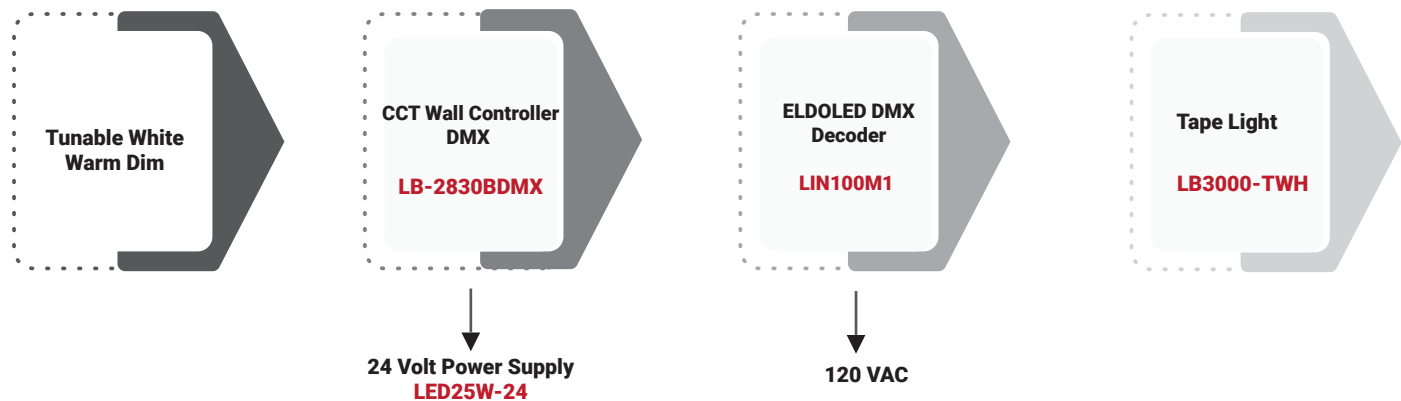 Tunable White
Warm Dim
CCT Wall Controller
DMX
LB-2830BDMX
24 Volt Power Supply
LED25W-24
ELDOLED DMX
Decoder
LIN100M1
120 VAC
Tape Light
LB3000-TWH